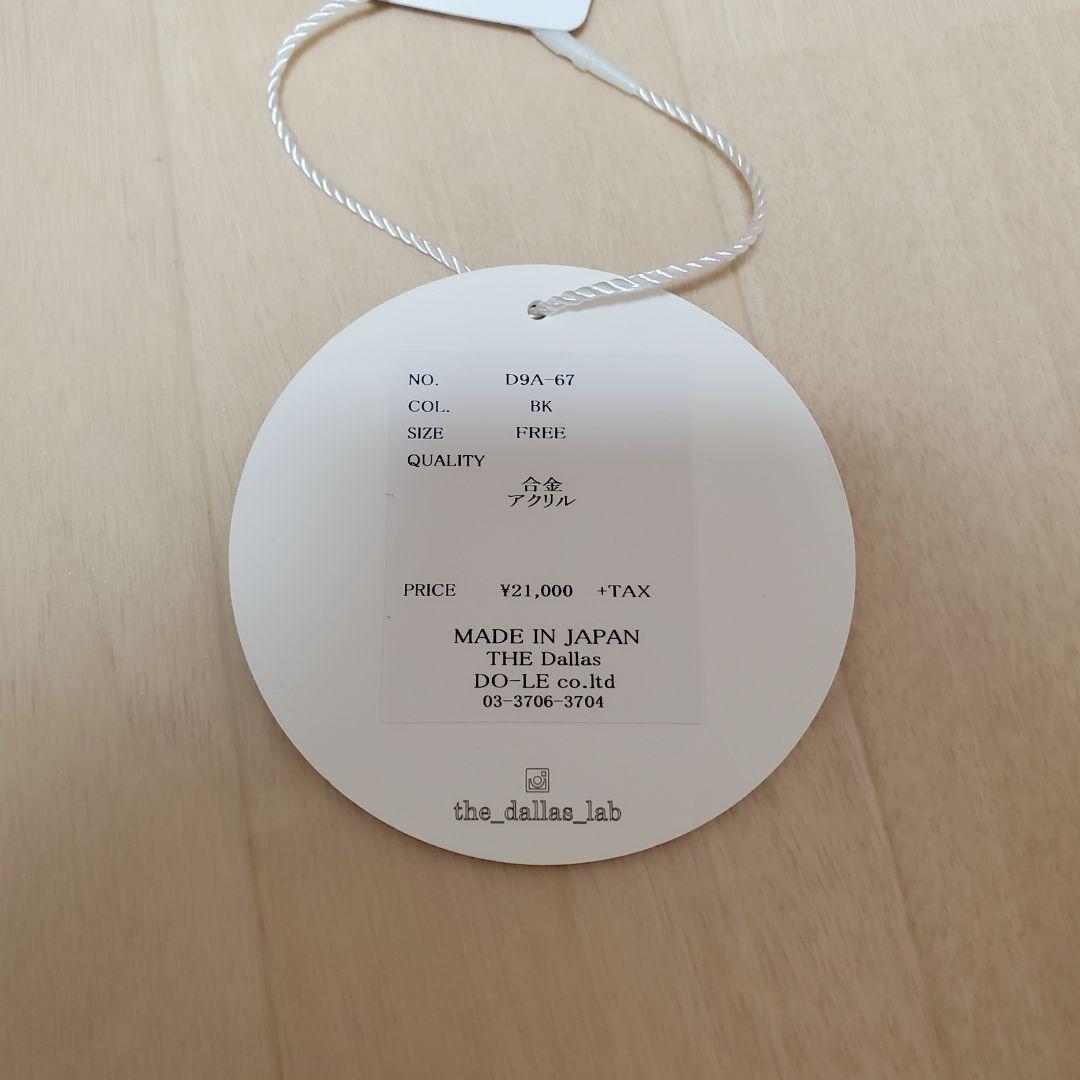 NO. D9A-67
COL. BK
SIZE FREE
QUALITY
合金
アクリル
PRICE ¥21,000 +TAX
MADE IN JAPAN
THE Dallas
DO-LE co.ltd
03-3706-3704
the_dallas_lab